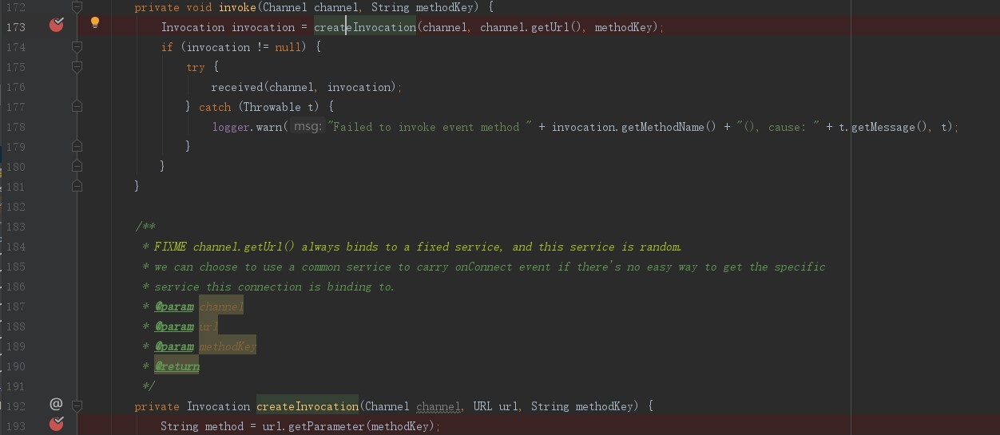 172 private void invoke(Channel channel, String methodKey) {
173 Invocation invocation = createInvocation(channel, channel.getUrl(), methodKey);
174 if (invocation != null) {
175 try {
176 received(channel, invocation);
177 } catch (Throwable t) {
178 logger.warn( msg: "Failed to invoke event method " + invocation.getMethodName() + "(), cause: " + t.getMessage(), t);
179 }
180 }
181 }
182
183 /**
184 * FIXME channel.getUrl() always binds to a fixed service, and this service is random.
185 * we can choose to use a common service to carry onConnect event if there's no easy way to get the specific
186 * service this connection is binding to.
187 * @param channel
188 * @param url
189 * @param methodKey
190 * @return
191 */
192 @ private Invocation createInvocation(Channel channel, URL url, String methodKey) {
193 String method = url.getParameter(methodKey);